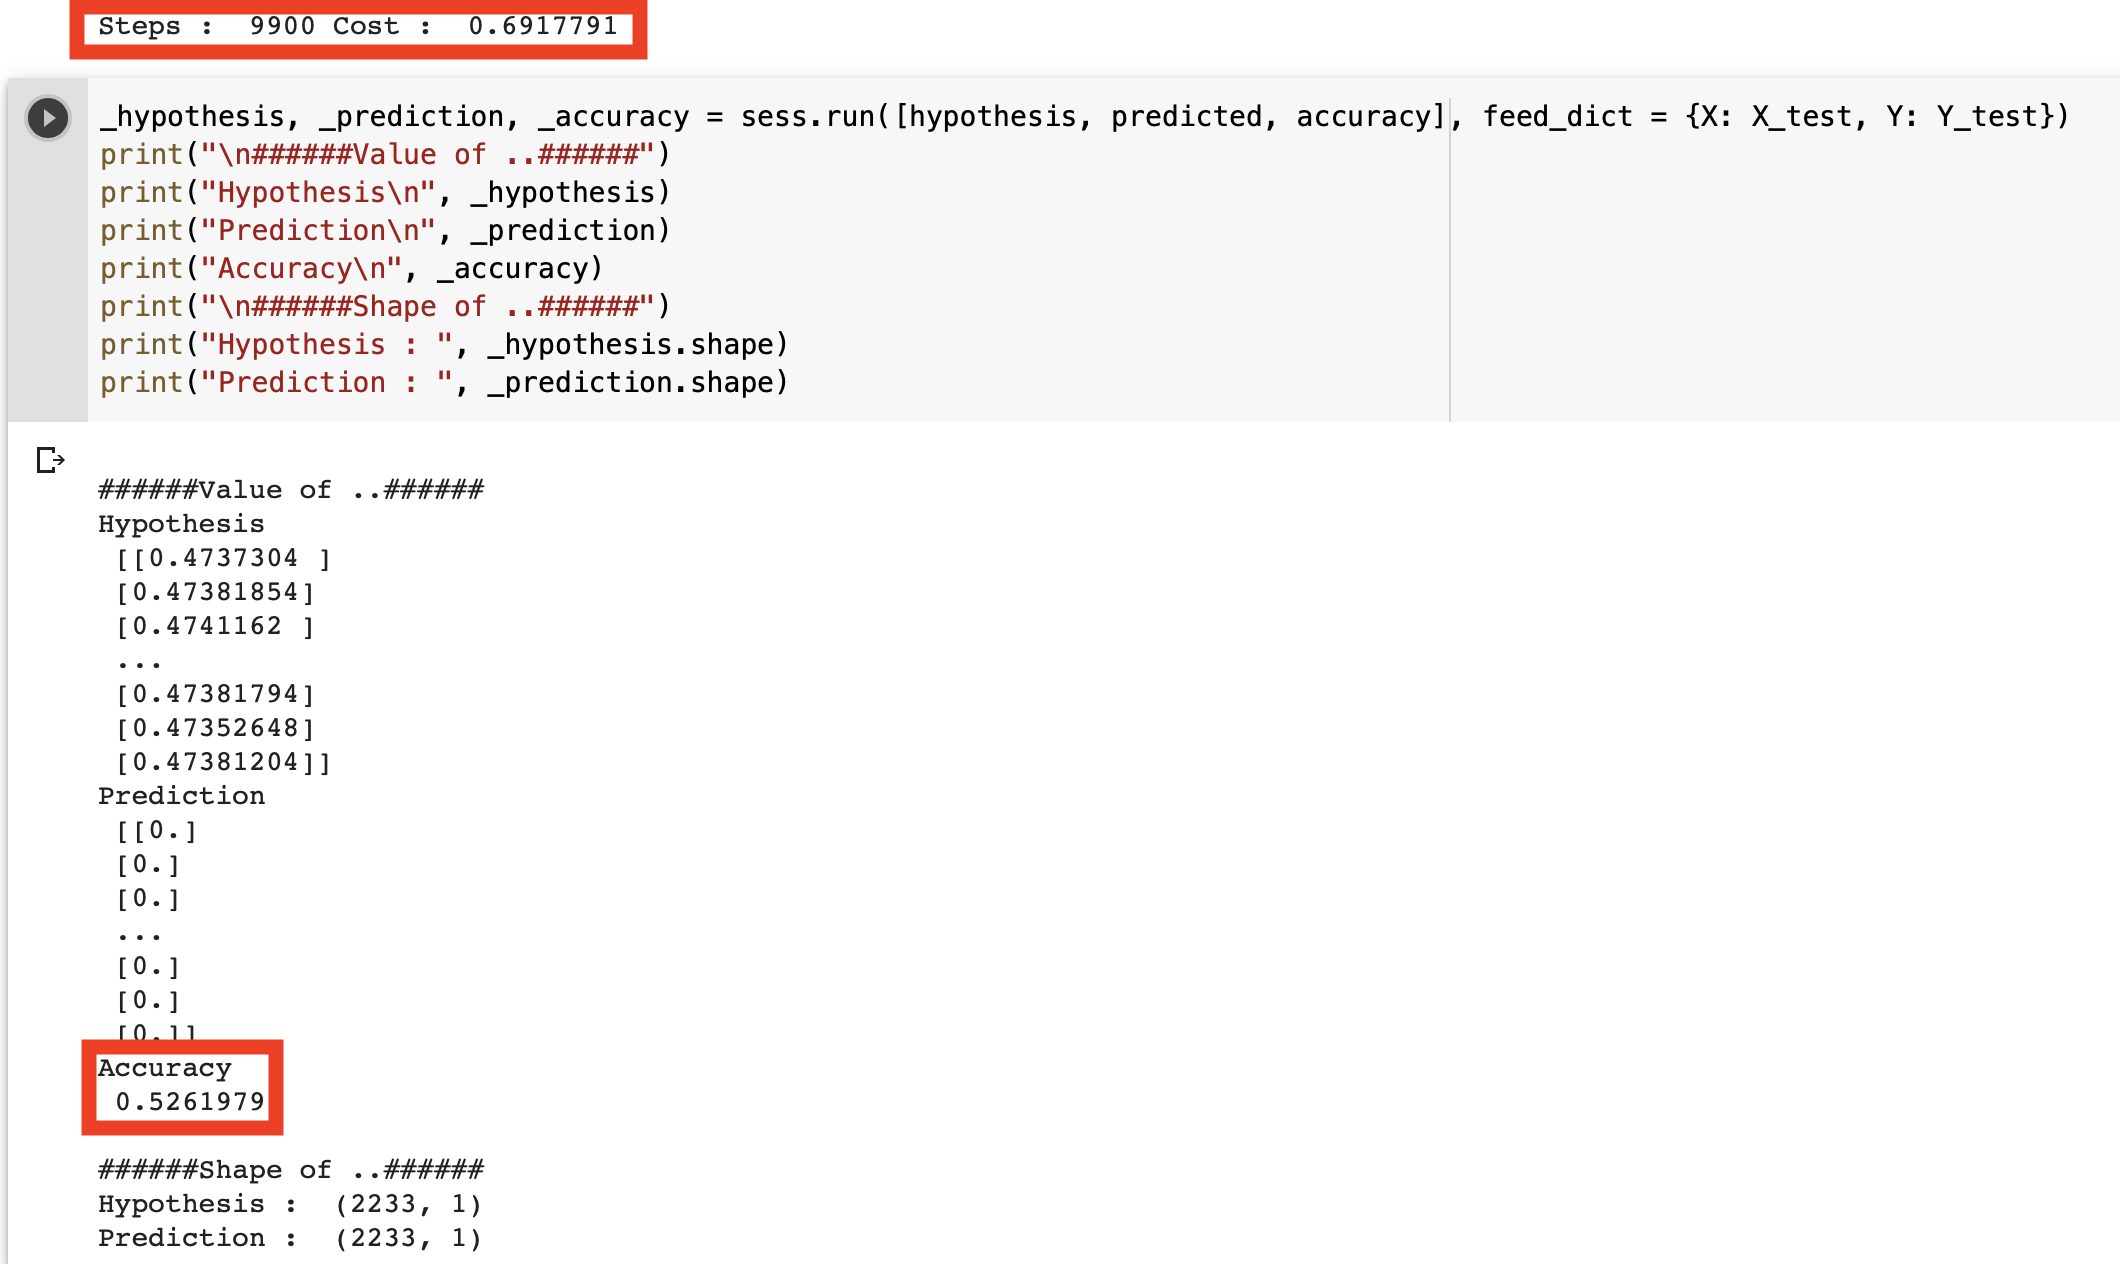 Steps :  9900 Cost :  0.6917791
_hypothesis, _prediction, _accuracy = sess.run([hypothesis, predicted, accuracy], feed_dict = {X: X_test, Y: Y_test})
print("\n######Value of ..######")
print("Hypothesis\n", _hypothesis)
print("Prediction\n", _prediction)
print("Accuracy\n", _accuracy)
print("\n######Shape of ..######")
print("Hypothesis : ", _hypothesis.shape)
print("Prediction : ", _prediction.shape)
######Value of ..######
Hypothesis
 [[0.4737304 ]
 [0.47381854]
 [0.4741162 ]
 ...
 [0.47381794]
 [0.47352648]
 [0.47381204]]
Prediction
 [[0.]
 [0.]
 [0.]
 ...
 [0.]
 [0.]
 [0.]]
Accuracy
 0.5261979
######Shape of ..######
Hypothesis :  (2233, 1)
Prediction :  (2233, 1)